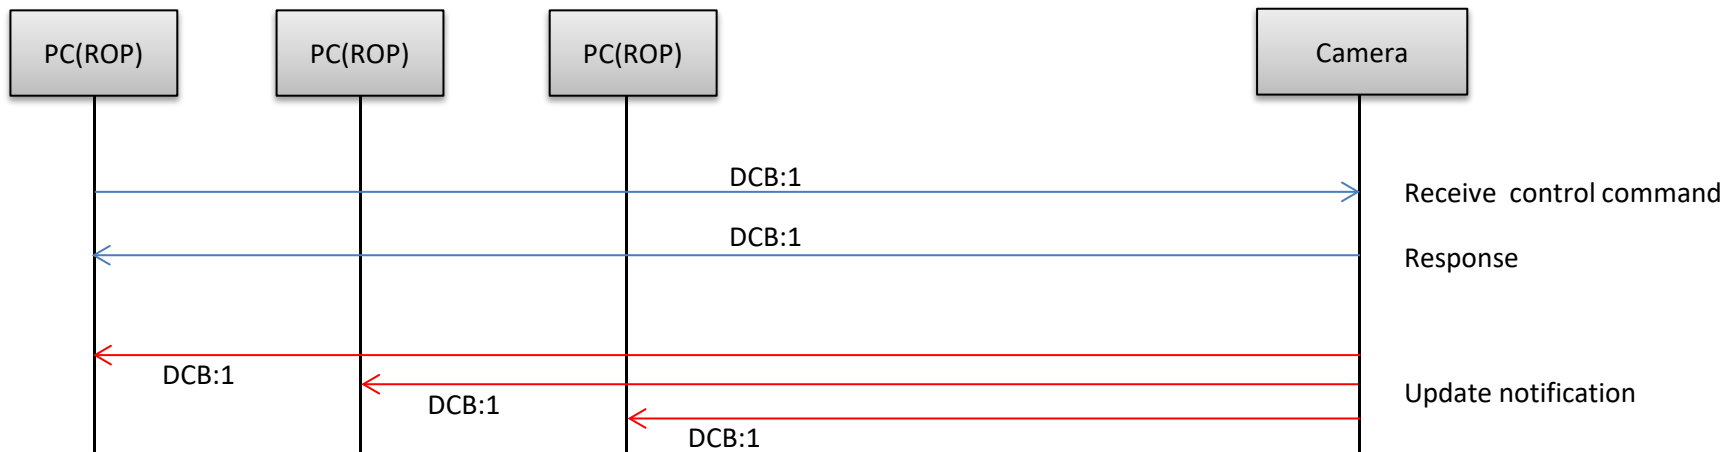 PC(ROP) PC(ROP) PC(ROP) Camera
DCB:1
Receive control command
DCB:1
Response
DCB:1
DCB:1
Update notification
DCB:1